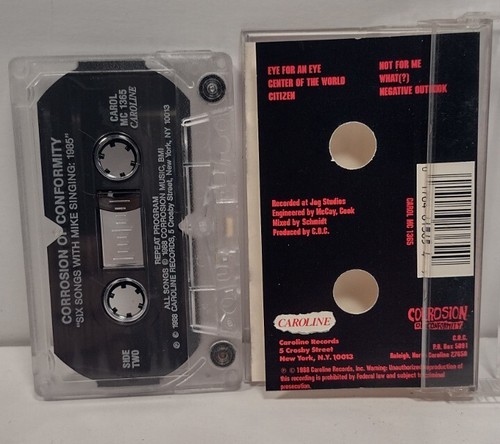 CORROSION OF CONFORMITY
"SIX SONGS WITH MIKE SINGING: 1985"
CAROL
MC 1365
CAROLINE
SIDE
TWO
REPEAT PROGRAM
ALL SONGS © 1988 CORROSION MUSIC, BMI
℗ © 1988 CAROLINE RECORDS, 5 Crosby Street, New York, NY 10013
EYE FOR AN EYE
CENTER OF THE WORLD
CITIZEN
NOT FOR ME
WHAT(?)
NEGATIVE OUTLOOK
Recorded at Jag Studios
Engineered by McCoy, Cook
Mixed by Schmidt
Produced by C.O.C.
CAROL MC 1365
CAROLINE
Caroline Records
5 Crosby Street
New York, N.Y. 10013
CORROSION
OF CONFORMITY
C.O.C.
P.O. Box 5091
Raleigh, North Carolina 27650
℗ © 1988 Caroline Records, Inc. Warning: Unauthorized reproduction of
this recording is prohibited by Federal law and subject to criminal
prosecution.